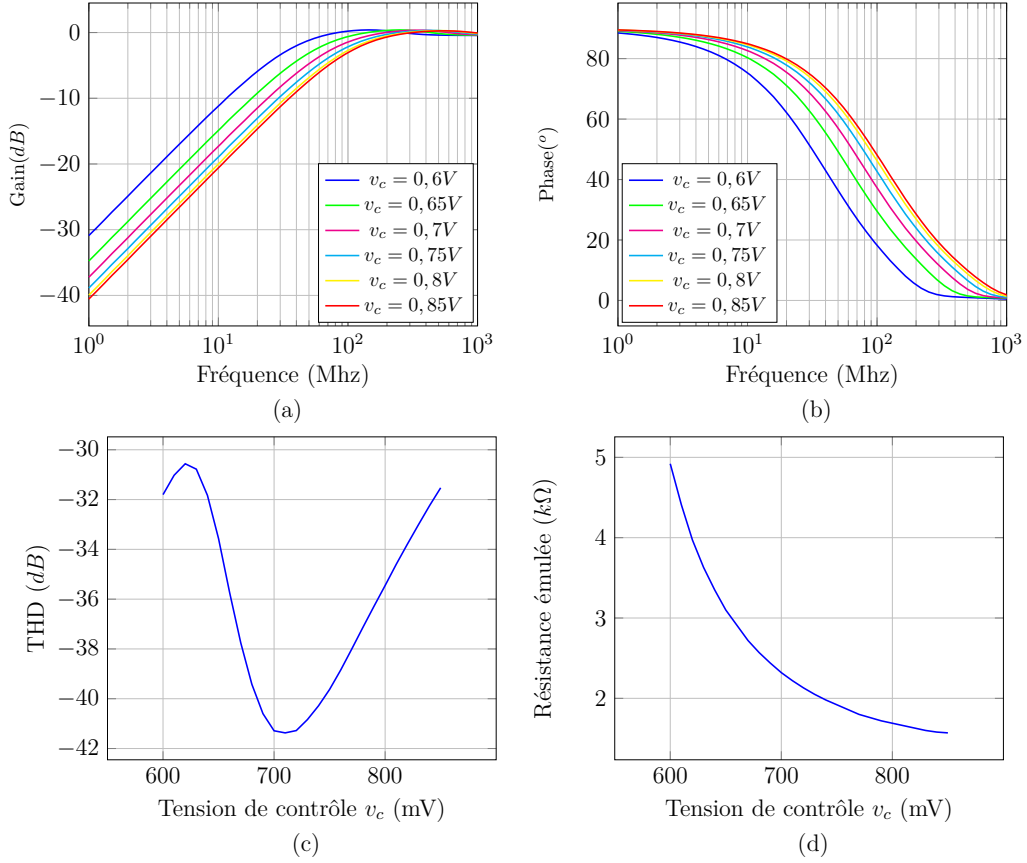 0
−10
−20
−30
−40
Gain(dB)
v_c = 0, 6V
v_c = 0, 65V
v_c = 0, 7V
v_c = 0, 75V
v_c = 0, 8V
v_c = 0, 85V
10^0
10^1
10^2
10^3
Fréquence (Mhz)
(a)
80
60
40
20
0
Phase(°)
v_c = 0, 6V
v_c = 0, 65V
v_c = 0, 7V
v_c = 0, 75V
v_c = 0, 8V
v_c = 0, 85V
10^0
10^1
10^2
10^3
Fréquence (Mhz)
(b)
−30
−32
−34
−36
−38
−40
−42
THD (dB)
600
700
800
Tension de contrôle v_c (mV)
(c)
5
4
3
2
Résistance émulée (kΩ)
600
700
800
Tension de contrôle v_c (mV)
(d)